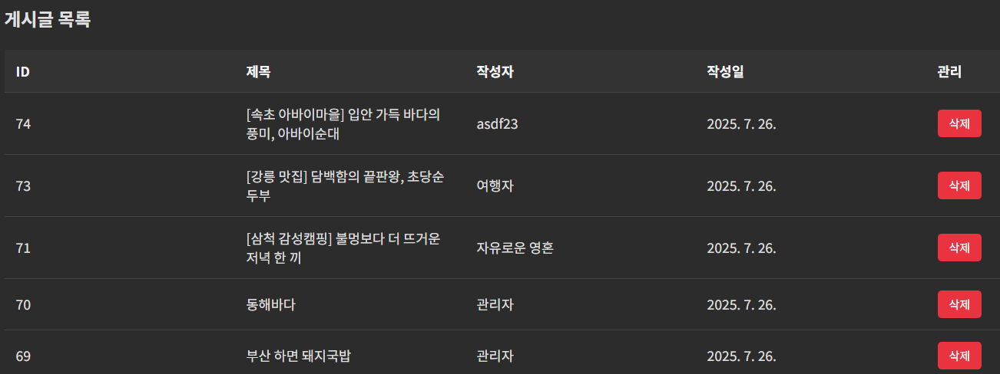 게시글 목록
ID 제목 작성자 작성일 관리
74 [속초 아바이마을] 입안 가득 바다의 풍미, 아바이순대 asdf23 2025. 7. 26. 삭제
73 [강릉 맛집] 담백함의 끝판왕, 초당순두부 여행자 2025. 7. 26. 삭제
71 [삼척 감성캠핑] 불멍보다 더 뜨거운 저녁 한 끼 자유로운 영혼 2025. 7. 26. 삭제
70 동해바다 관리자 2025. 7. 26. 삭제
69 부산 하면 돼지국밥 관리자 2025. 7. 26. 삭제